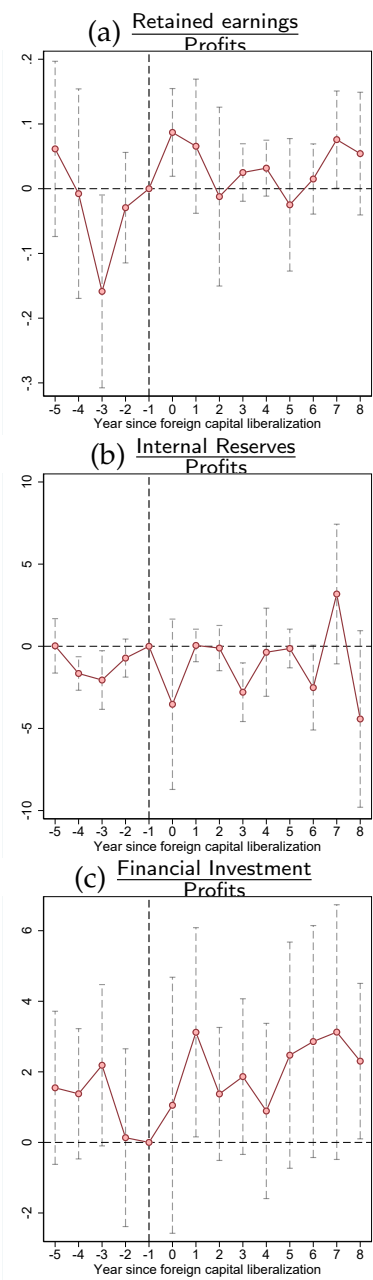 (a) Retained earnings
Profits
.2
.1
0
-.1
-.2
-.3
-5 -4 -3 -2 -1 0 1 2 3 4 5 6 7 8
Year since foreign capital liberalization
(b) Internal Reserves
Profits
10
5
0
-5
-10
-5 -4 -3 -2 -1 0 1 2 3 4 5 6 7 8
Year since foreign capital liberalization
(c) Financial Investment
Profits
6
4
2
0
-2
-5 -4 -3 -2 -1 0 1 2 3 4 5 6 7 8
Year since foreign capital liberalization